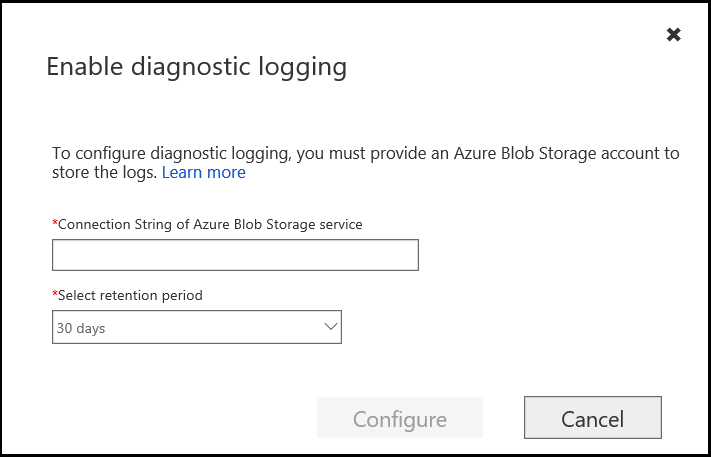 Enable diagnostic logging
To configure diagnostic logging, you must provide an Azure Blob Storage account to
store the logs. Learn more
*Connection String of Azure Blob Storage service
*Select retention period
30 days
Configure
Cancel